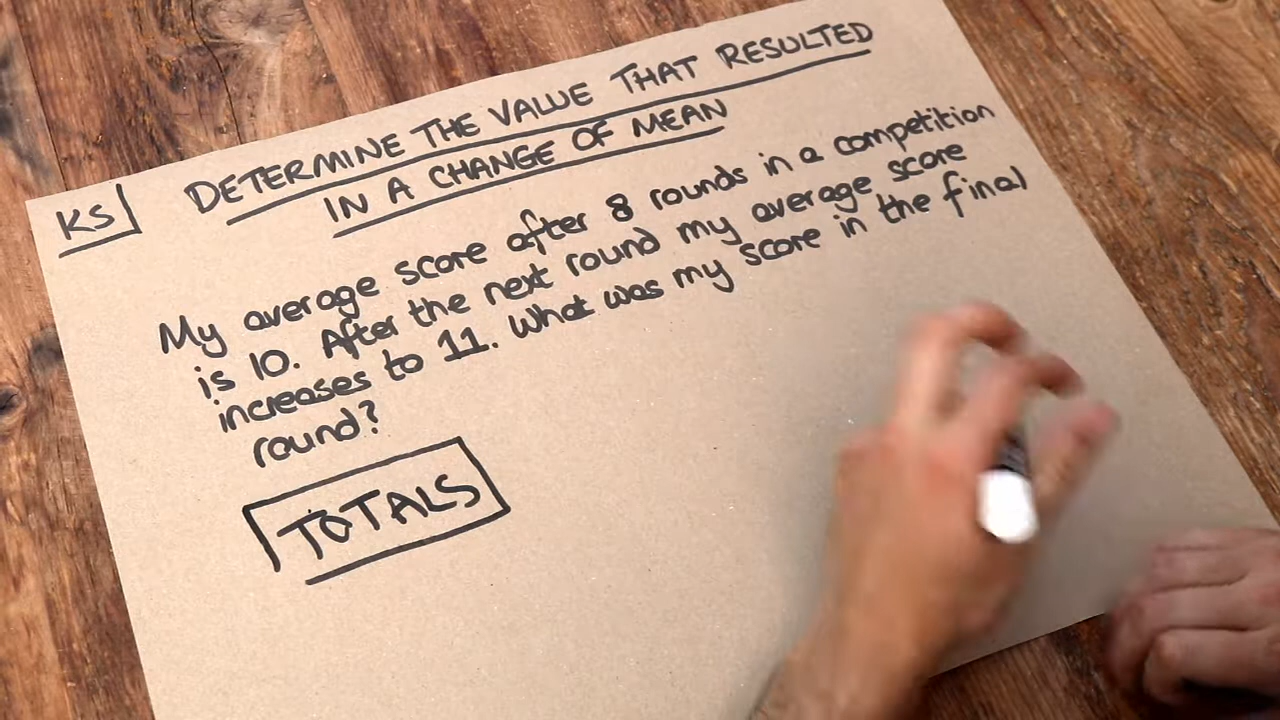 KS
DETERMINE THE VALUE THAT RESULTED
IN A CHANGE OF MEAN
My average score after 8 rounds in a competition
is 10. After the next round my average score
increases to 11. What was my score in the final
round?
TOTALS